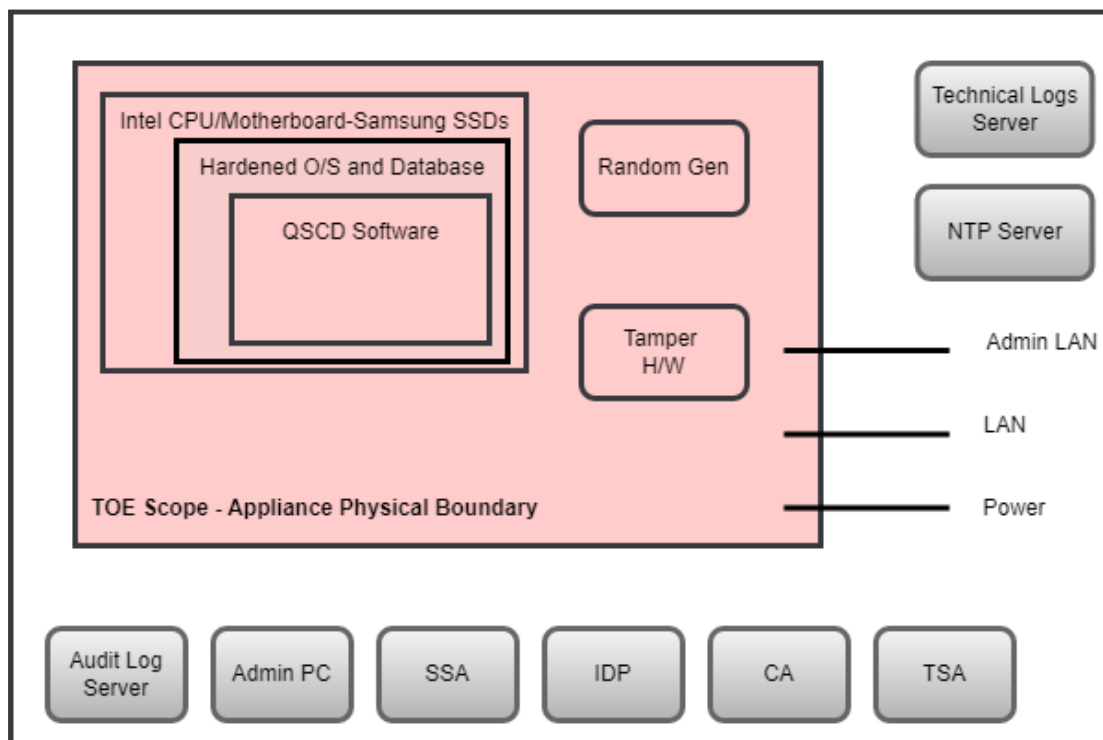 Intel CPU/Motherboard-Samsung SSDs
Hardened O/S and Database
QSCD Software
Random Gen
Tamper
H/W
TOE Scope - Appliance Physical Boundary
Technical Logs
Server
NTP Server
Admin LAN
LAN
Power
Audit Log
Server
Admin PC
SSA
IDP
CA
TSA